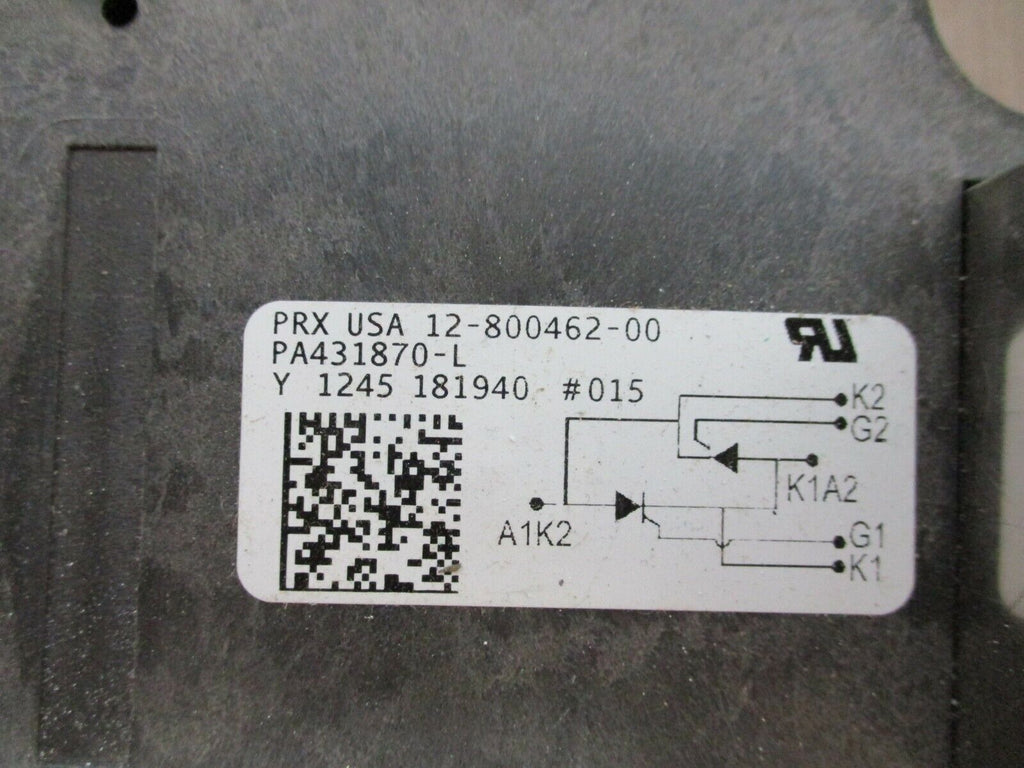 PRX USA 12-800462-00
PA431870-L
Y 1245 181940 #015
K2
G2
K1A2
A1K2
G1
K1